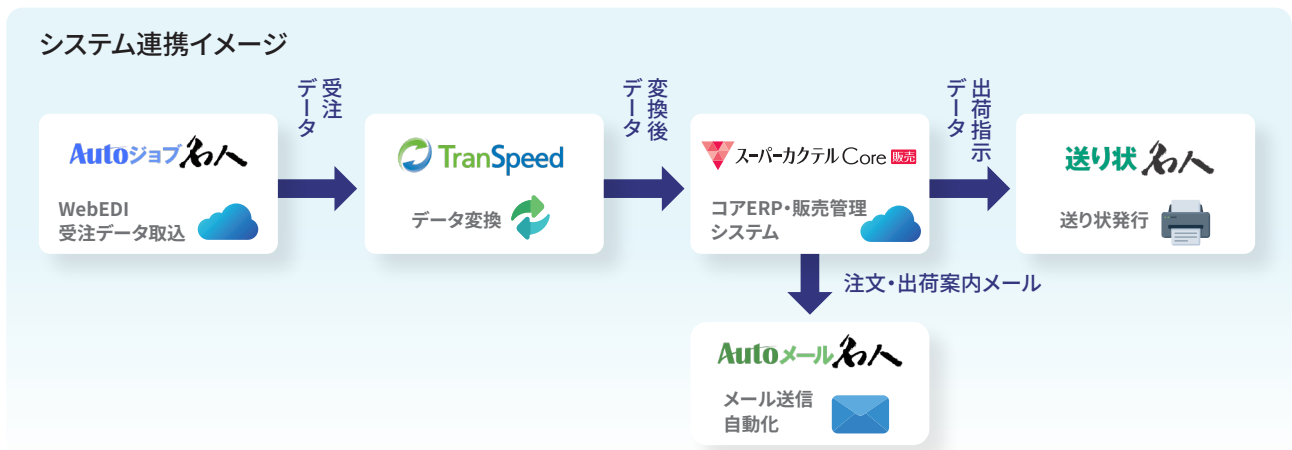 システム連携イメージ
受注
データ
変換後
データ
出荷指示
データ
Autoジョブ名人
WebEDI
受注データ取込
TranSpeed
データ変換
スーパーカクテルCore 販売
コアERP・販売管理
システム
送り状名人
送り状発行
注文・出荷案内メール
Autoメール名人
メール送信
自動化